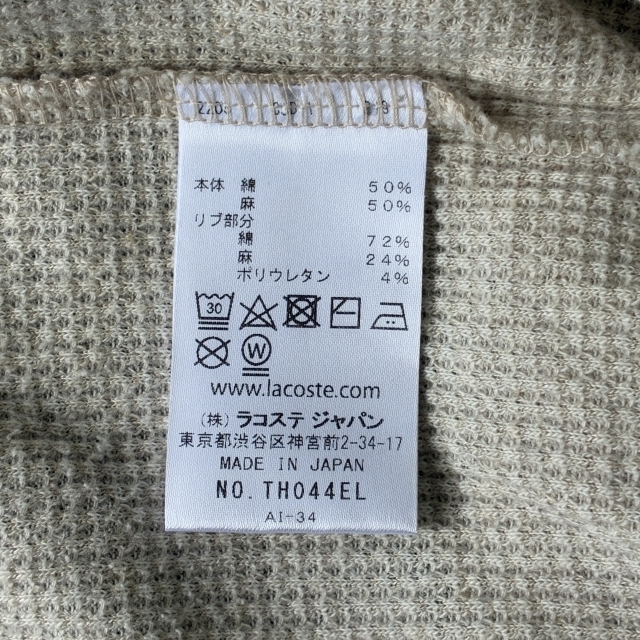 本体 綿 50%
麻 50%
リブ部分
綿 72%
麻 24%
ポリウレタン 4%
30
W
www.lacoste.com
(株) ラコステ ジャパン
東京都渋谷区神宮前2-34-17
MADE IN JAPAN
NO. TH044EL
AI-34